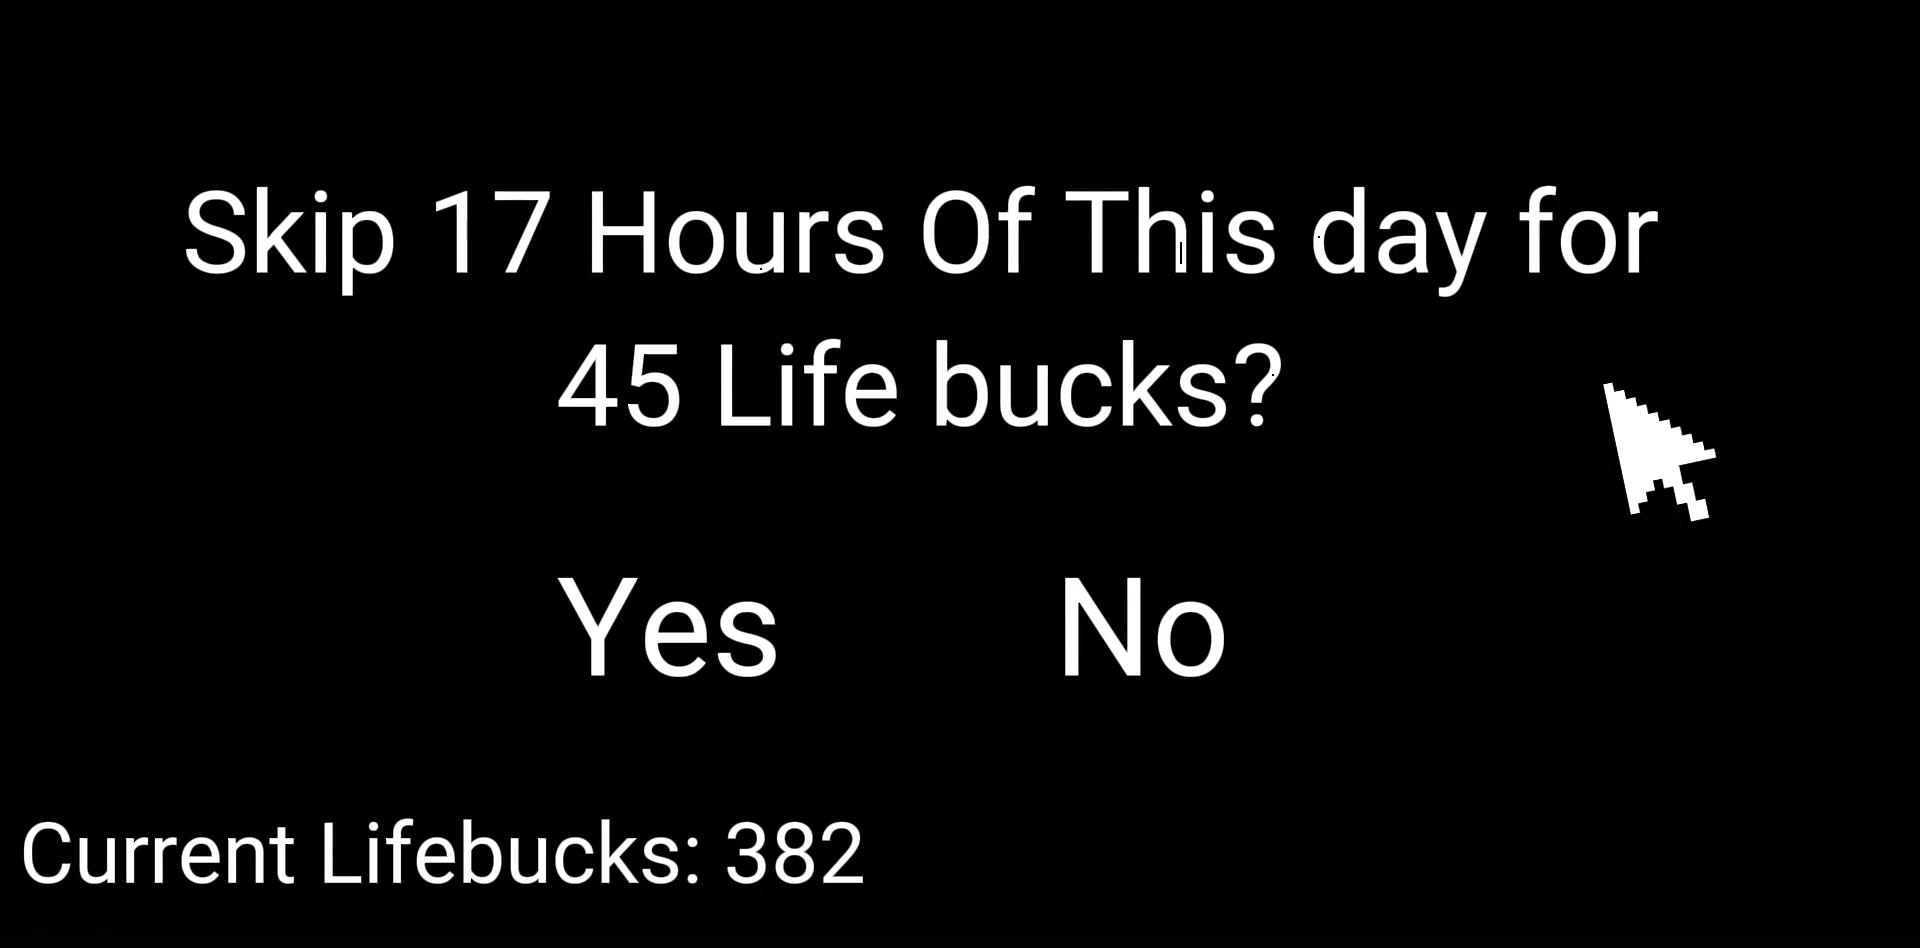 Skip 17 Hours Of This day for
45 Life bucks?
Yes No
Current Lifebucks: 382